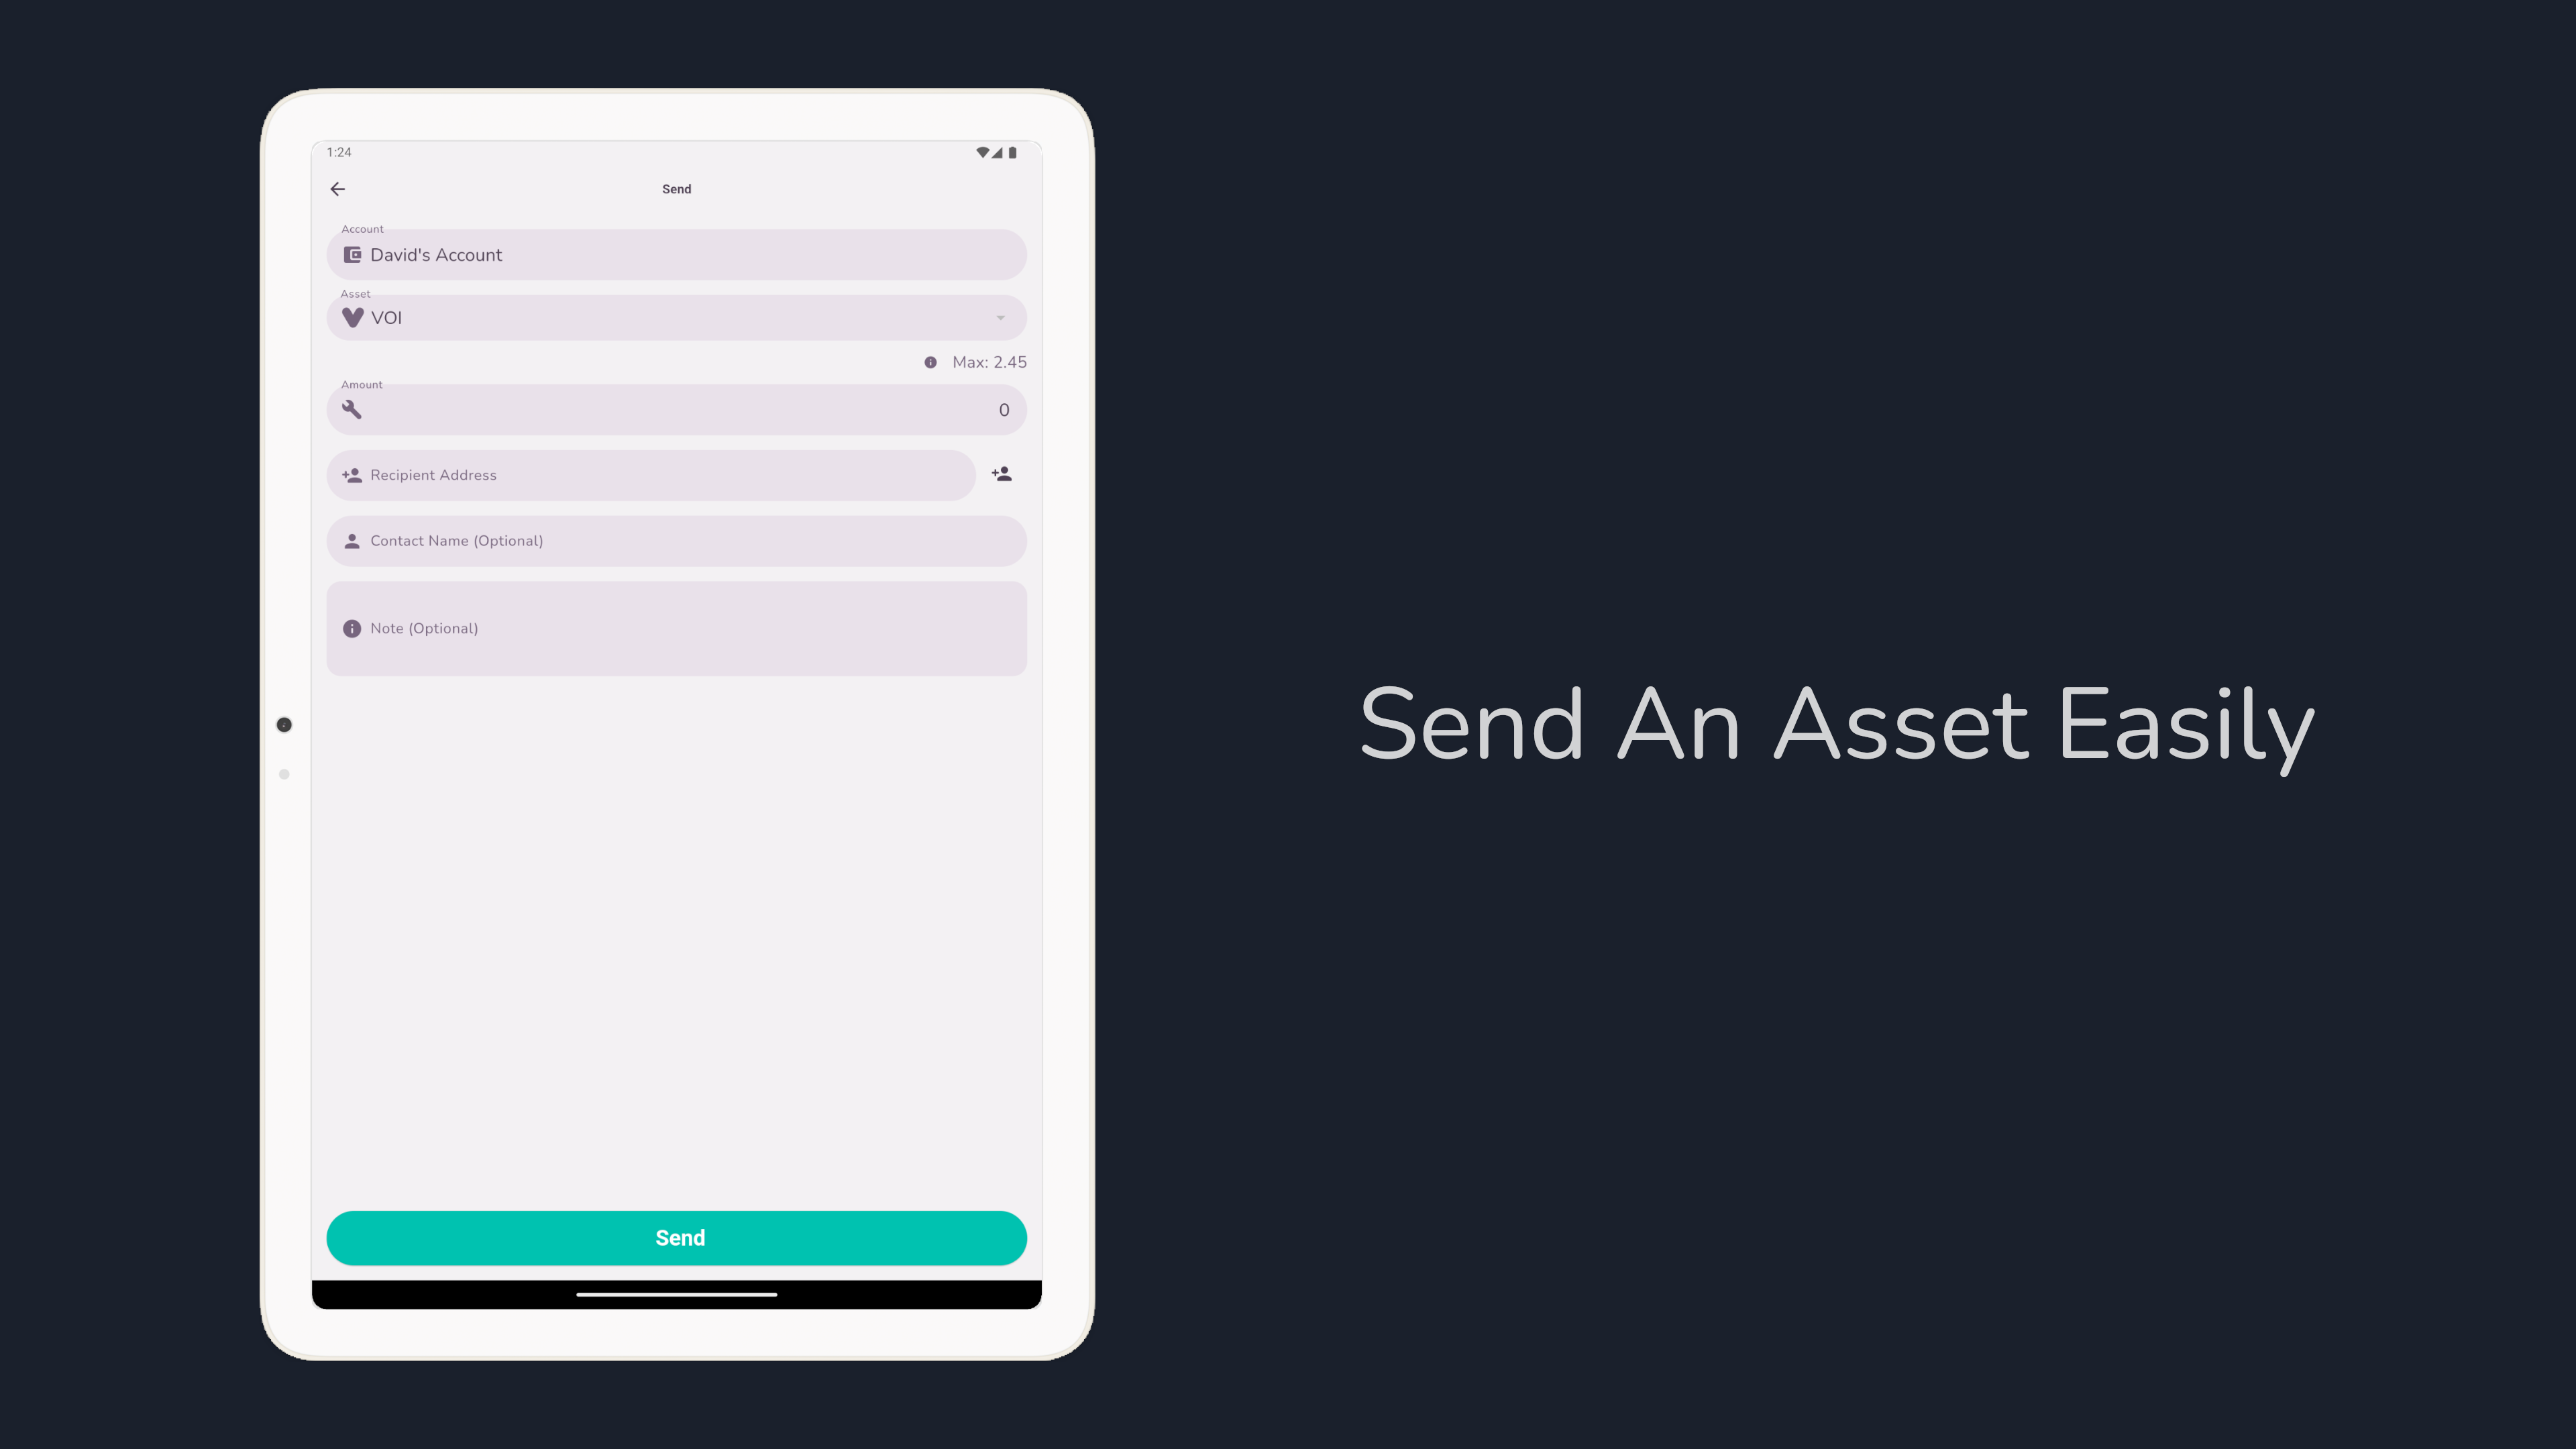 1:24
Send
Account
David's Account
Asset
VOI
Max: 2.45
Amount
0
Recipient Address
Contact Name (Optional)
Note (Optional)
Send
Send An Asset Easily